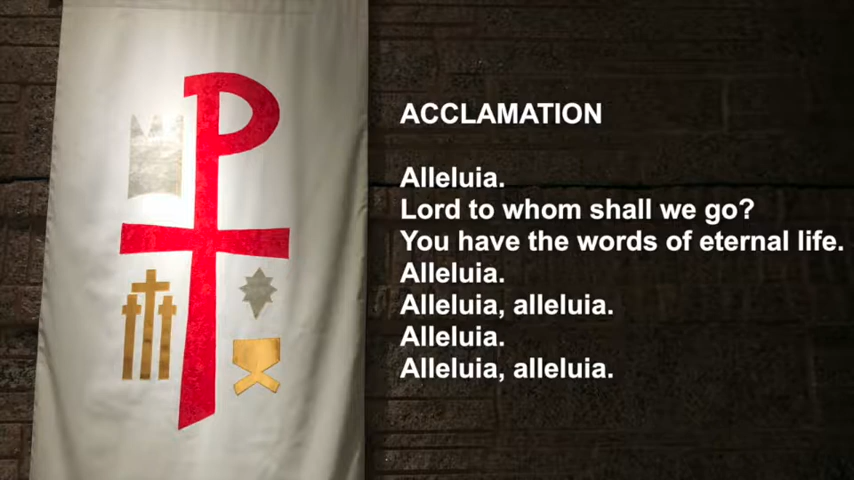 ACCLAMATION
Alleluia.
Lord to whom shall we go?
You have the words of eternal life.
Alleluia.
Alleluia, alleluia.
Alleluia.
Alleluia, alleluia.